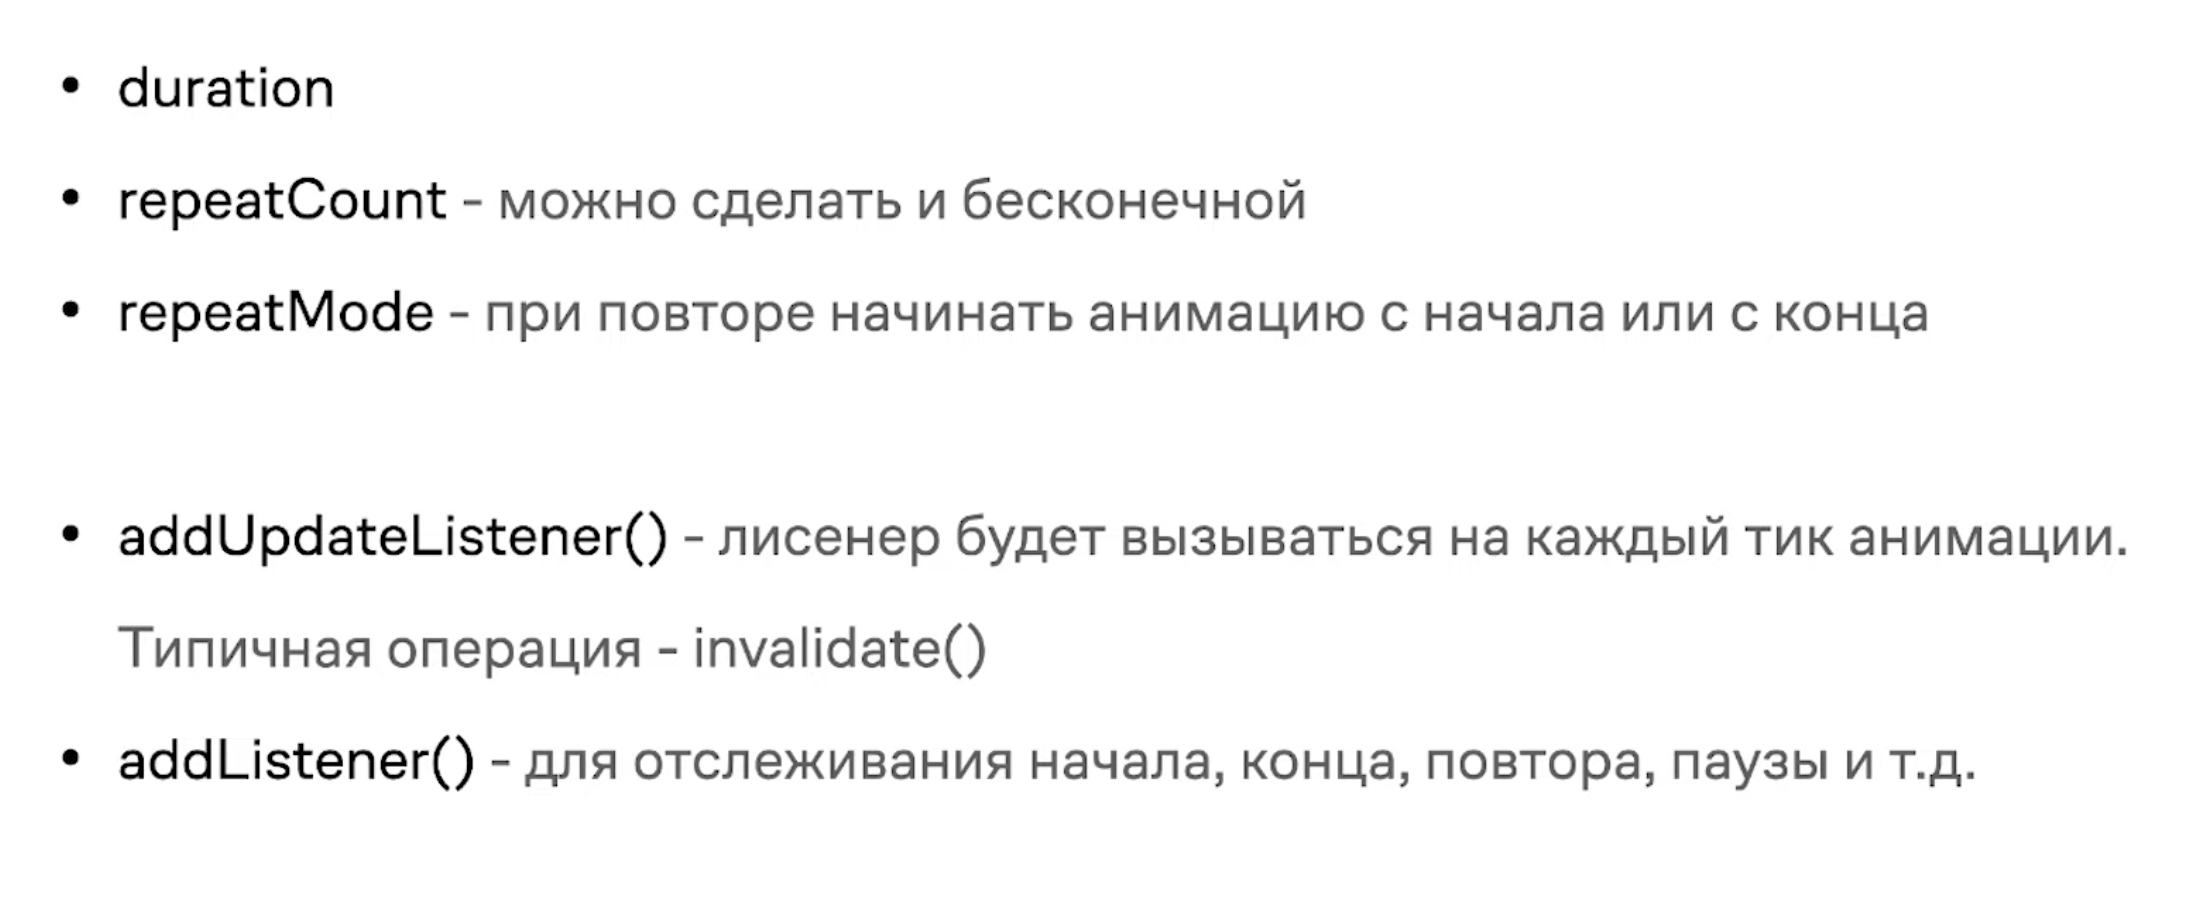 • duration
• repeatCount - можно сделать и бесконечной
• repeatMode - при повторе начинать анимацию с начала или с конца
• addUpdateListener() - лисенер будет вызываться на каждый тик анимации.
Типичная операция - invalidate()
• addListener() - для отслеживания начала, конца, повтора, паузы и т.д.